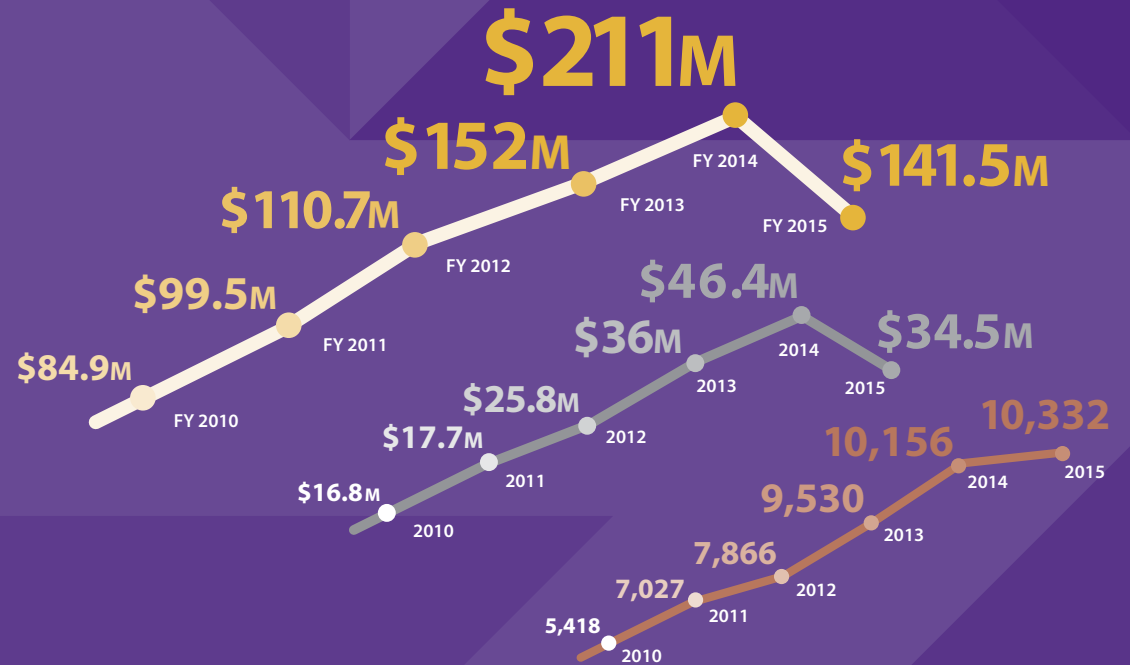 $211M
$152M
FY 2014
$141.5M
$110.7M
FY 2013
FY 2015
FY 2012
$99.5M
FY 2011
$84.9M
FY 2010
$46.4M
$36M
2014
$34.5M
2013
2015
$25.8M
2012
$17.7M
2011
$16.8M
2010
10,332
10,156
2015
2014
9,530
2013
7,866
2012
7,027
2011
5,418
2010